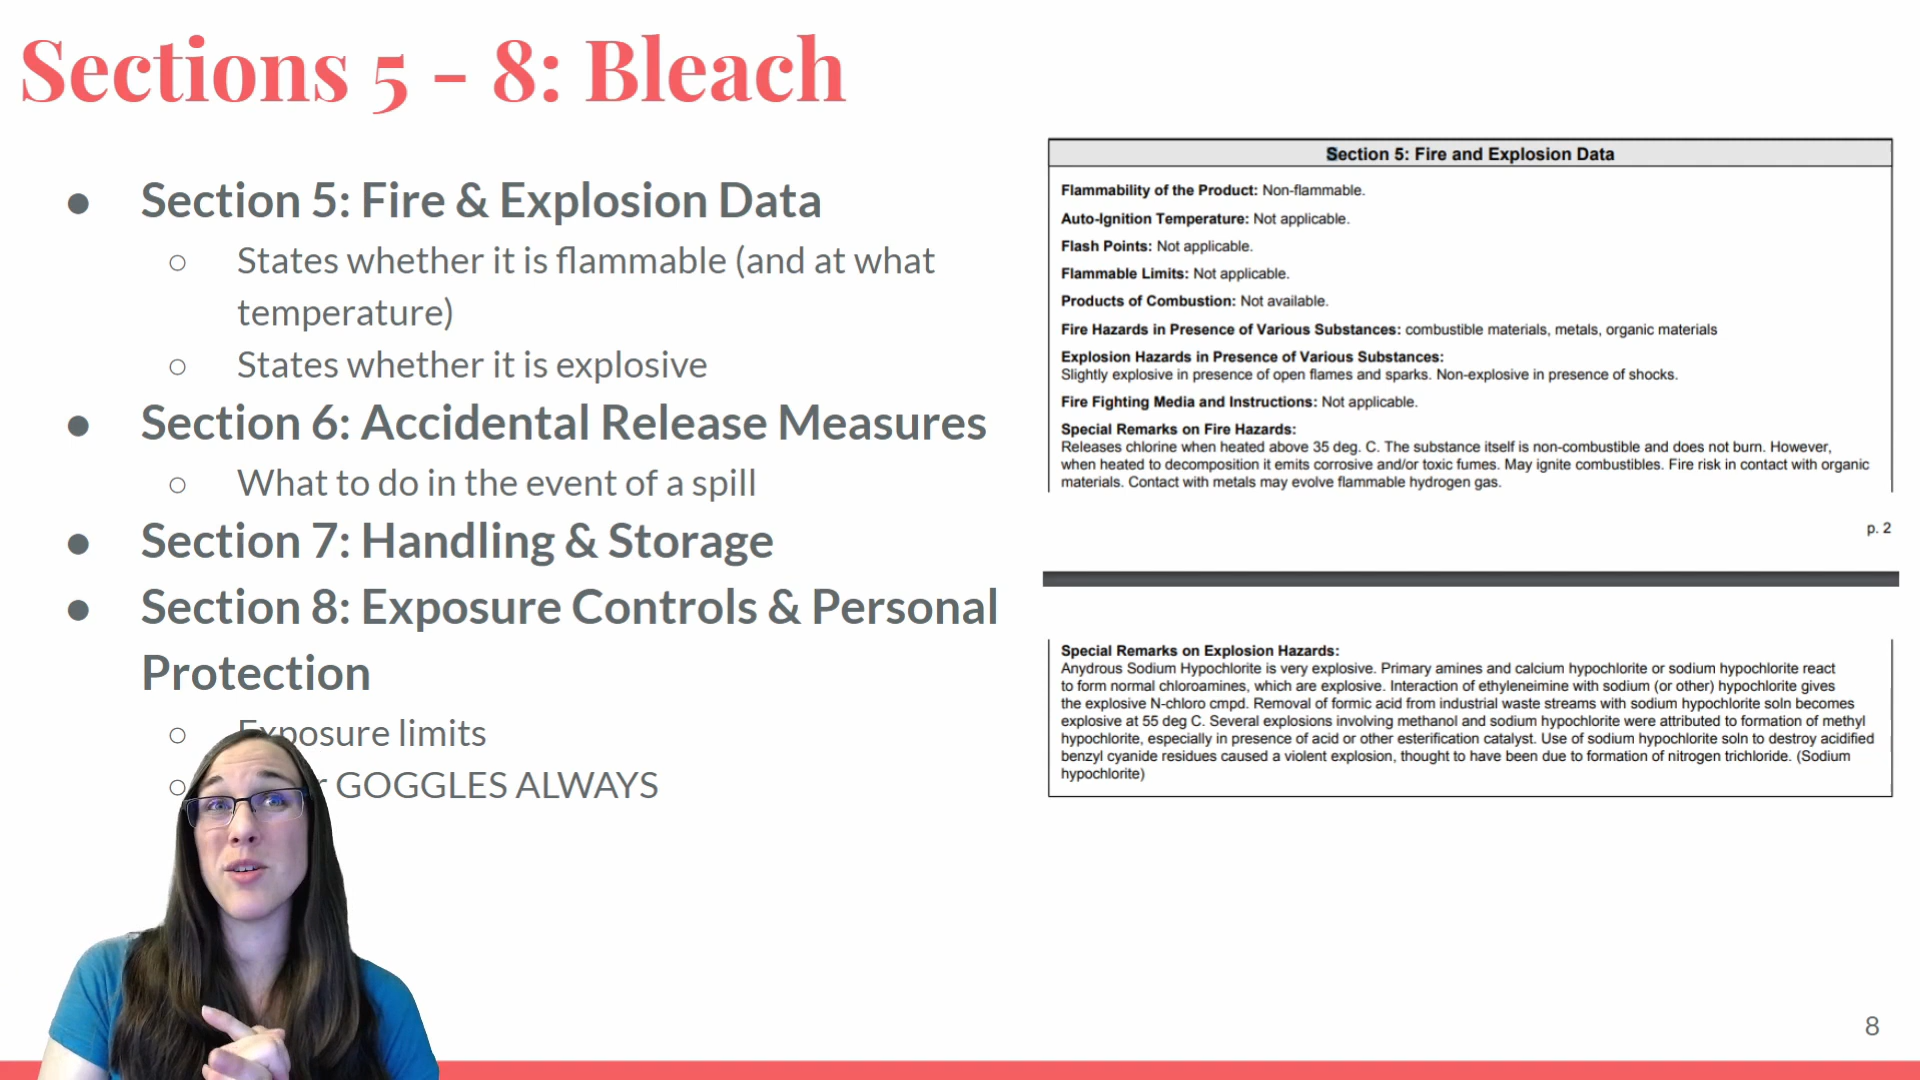 Sections 5 - 8: Bleach
● Section 5: Fire & Explosion Data
○ States whether it is flammable (and at what
temperature)
○ States whether it is explosive
● Section 6: Accidental Release Measures
○ What to do in the event of a spill
● Section 7: Handling & Storage
● Section 8: Exposure Controls & Personal
Protection
○ Exposure limits
○ GOGGLES ALWAYS
Section 5: Fire and Explosion Data
Flammability of the Product: Non-flammable.
Auto-Ignition Temperature: Not applicable.
Flash Points: Not applicable.
Flammable Limits: Not applicable.
Products of Combustion: Not available.
Fire Hazards in Presence of Various Substances: combustible materials, metals, organic materials
Explosion Hazards in Presence of Various Substances:
Slightly explosive in presence of open flames and sparks. Non-explosive in presence of shocks.
Fire Fighting Media and Instructions: Not applicable.
Special Remarks on Fire Hazards:
Releases chlorine when heated above 35 deg. C. The substance itself is non-combustible and does not burn. However,
when heated to decomposition it emits corrosive and/or toxic fumes. May ignite combustibles. Fire risk in contact with organic
materials. Contact with metals may evolve flammable hydrogen gas.
p. 2
Special Remarks on Explosion Hazards:
Anydrous Sodium Hypochlorite is very explosive. Primary amines and calcium hypochlorite or sodium hypochlorite react
to form normal chloroamines, which are explosive. Interaction of ethyleneimine with sodium (or other) hypochlorite gives
the explosive N-chloro cmpd. Removal of formic acid from industrial waste streams with sodium hypochlorite soln becomes
explosive at 55 deg C. Several explosions involving methanol and sodium hypochlorite were attributed to formation of methyl
hypochlorite, especially in presence of acid or other esterification catalyst. Use of sodium hypochlorite soln to destroy acidified
benzyl cyanide residues caused a violent explosion, thought to have been due to formation of nitrogen trichloride. (Sodium
hypochlorite)
8